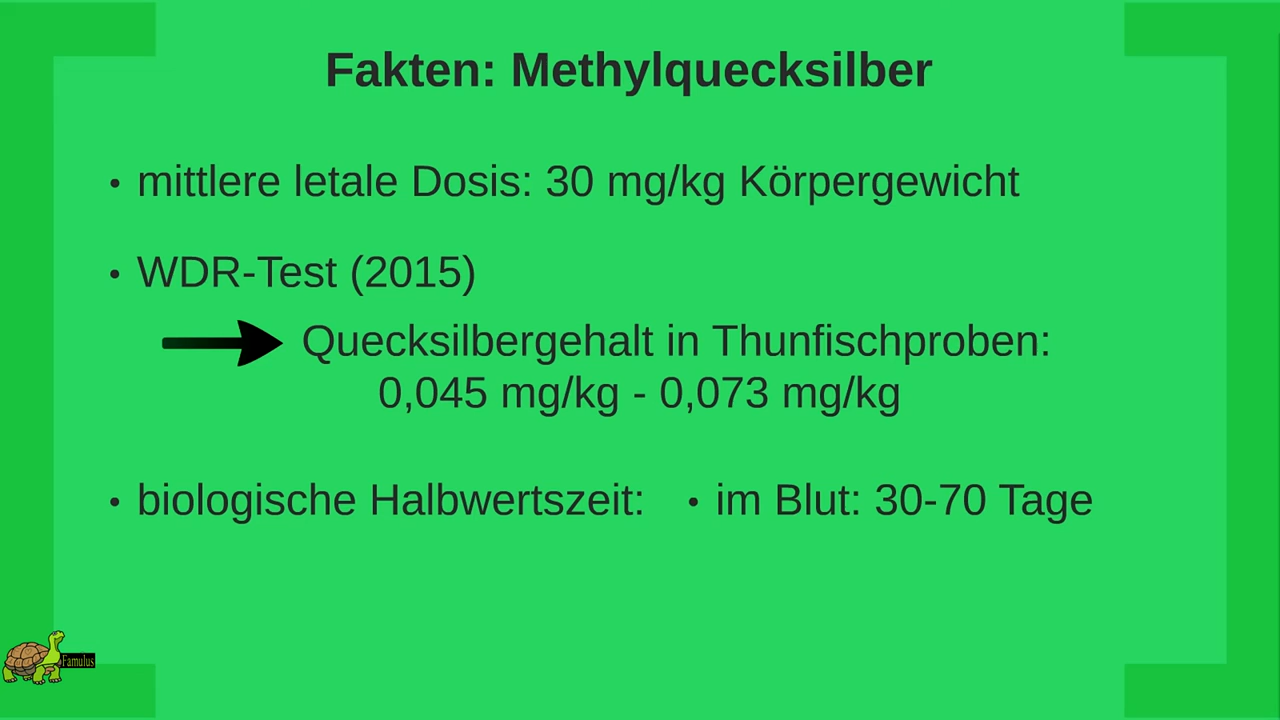 Fakten: Methylquecksilber
• mittlere letale Dosis: 30 mg/kg Körpergewicht
• WDR-Test (2015)
Quecksilbergehalt in Thunfischproben:
0,045 mg/kg - 0,073 mg/kg
• biologische Halbwertszeit: • im Blut: 30-70 Tage
Famulus